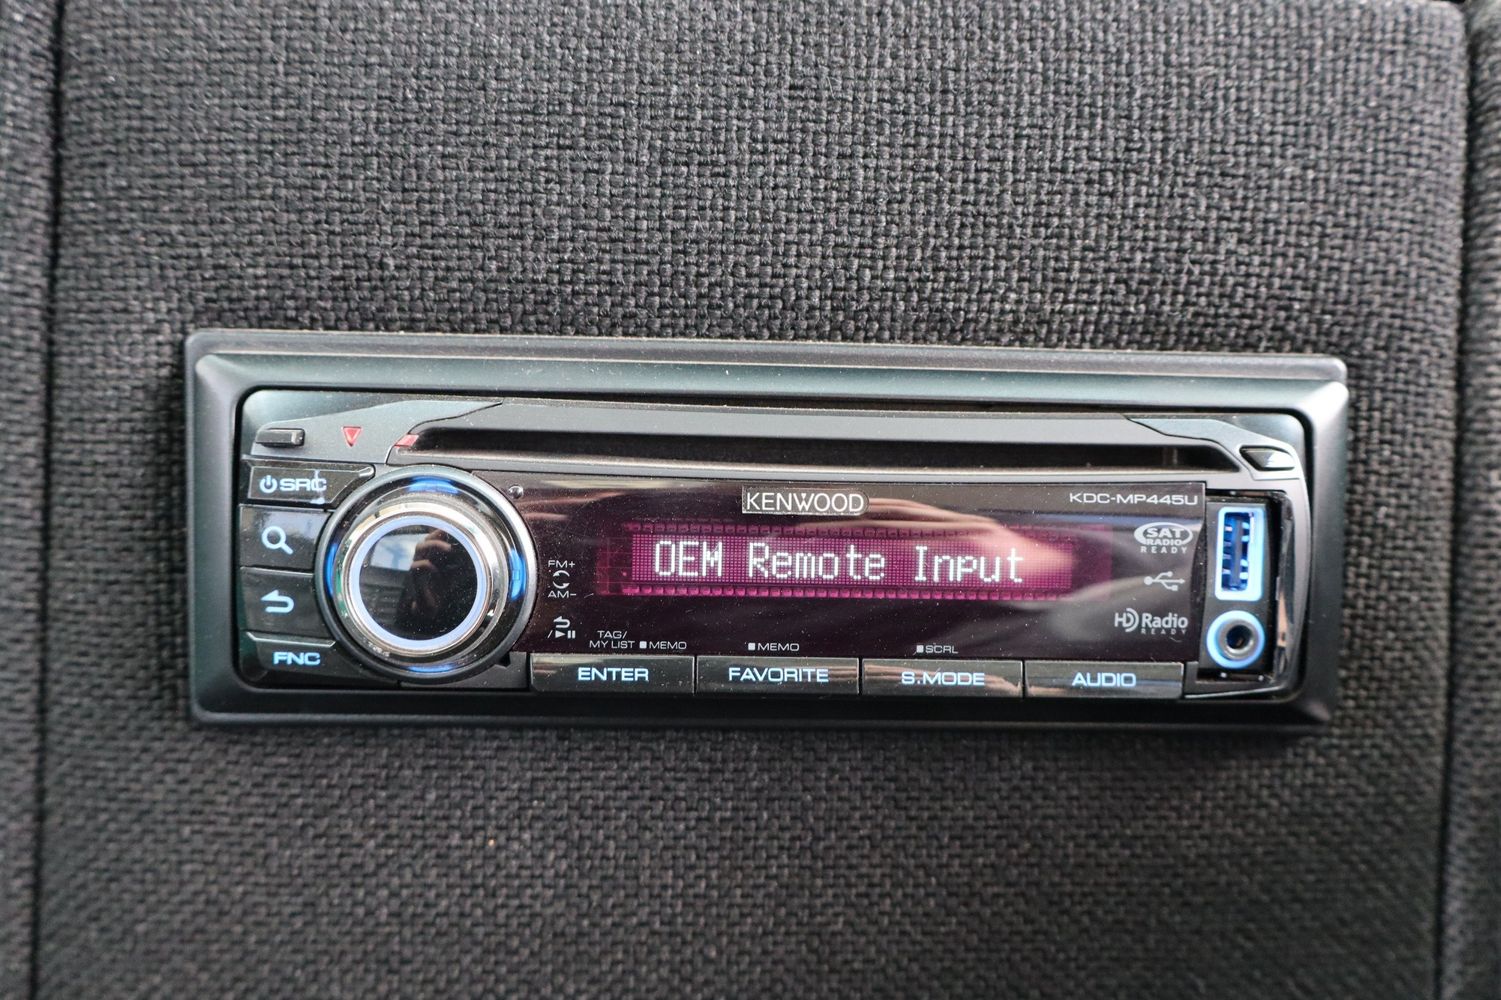 SRC
KENWOOD
KDC-MP445U
OEM Remote Input
SAT
RADIO
READY
FM+
AM-
HD Radio
READY
TAG/
MY LIST ■MEMO
■MEMO
■SCRL
FNC
ENTER
FAVORITE
S.MODE
AUDIO